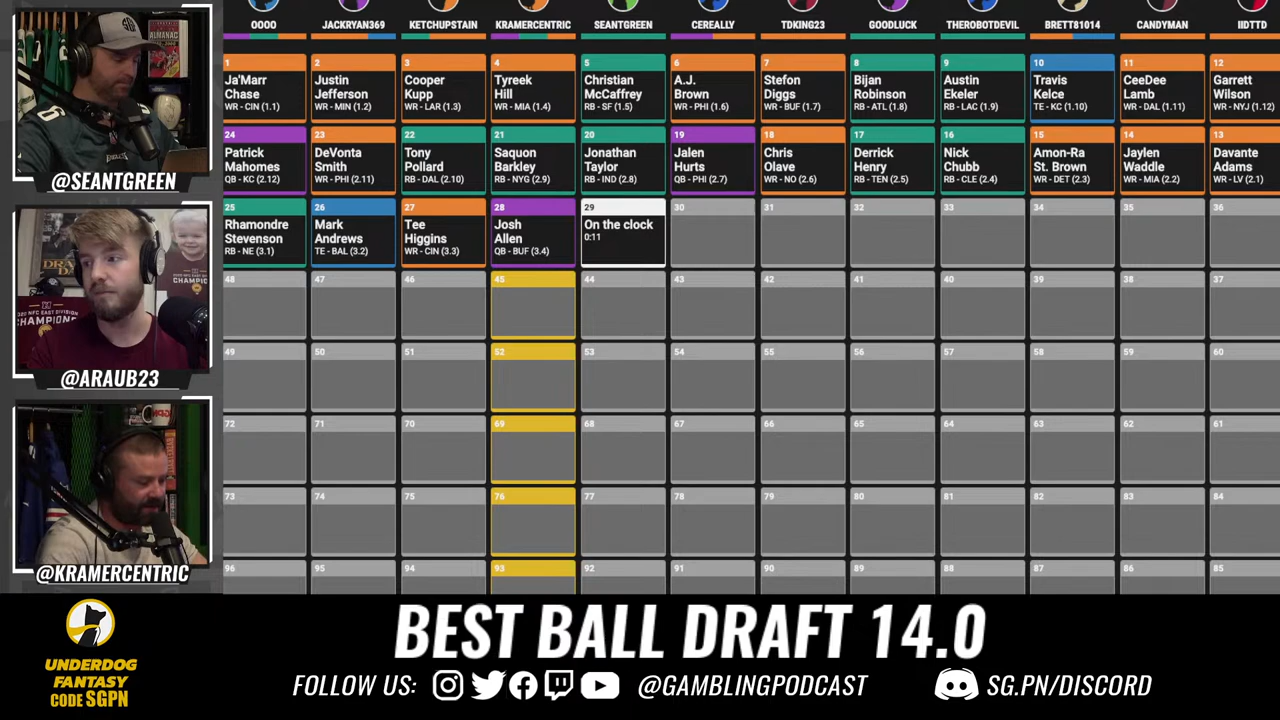 OOOO
JACKRYAN369
KETCHUPSTAIN
KRAMERCENTRIC
SEANTGREEN
CEREALLY
TDKING23
GOODLUCK
THEROBOTDEVIL
BRETT81014
CANDYMAN
IIDTTD
1
Ja'Marr
Chase
WR - CIN (1.1)
2
Justin
Jefferson
WR - MIN (1.2)
3
Cooper
Kupp
WR - LAR (1.3)
4
Tyreek
Hill
WR - MIA (1.4)
5
Christian
McCaffrey
RB - SF (1.5)
6
A.J.
Brown
WR - PHI (1.6)
7
Stefon
Diggs
WR - BUF (1.7)
8
Bijan
Robinson
RB - ATL (1.8)
9
Austin
Ekeler
RB - LAC (1.9)
10
Travis
Kelce
TE - KC (1.10)
11
CeeDee
Lamb
WR - DAL (1.11)
12
Garrett
Wilson
WR - NYJ (1.12)
24
Patrick
Mahomes
QB - KC (2.12)
23
DeVonta
Smith
WR - PHI (2.11)
22
Tony
Pollard
RB - DAL (2.10)
21
Saquon
Barkley
RB - NYG (2.9)
20
Jonathan
Taylor
RB - IND (2.8)
19
Jalen
Hurts
QB - PHI (2.7)
18
Chris
Olave
WR - NO (2.6)
17
Derrick
Henry
RB - TEN (2.5)
16
Nick
Chubb
RB - CLE (2.4)
15
Amon-Ra
St. Brown
WR - DET (2.3)
14
Jaylen
Waddle
WR - MIA (2.2)
13
Davante
Adams
WR - LV (2.1)
25
Rhamondre
Stevenson
RB - NE (3.1)
26
Mark
Andrews
TE - BAL (3.2)
27
Tee
Higgins
WR - CIN (3.3)
28
Josh
Allen
QB - BUF (3.4)
29
On the clock
0:11
30 31 32 33 34 35 36
48 47 46 45 44 43 42 41 40 39 38 37
49 50 51 52 53 54 55 56 57 58 59 60
72 71 70 69 68 67 66 65 64 63 62 61
73 74 75 76 77 78 79 80 81 82 83 84
96 95 94 93 92 91 90 89 88 87 86 85
ALMANAC
@SEANTGREEN
CHAMPIONS
2020 NFC EAST DIVISION
CHAMPIONS
@ARAUB23
@KRAMERCENTRIC
UNDERDOG
FANTASY
CODE SGPN
BEST BALL DRAFT 14.0
FOLLOW US: @GAMBLINGPODCAST SG.PN/DISCORD